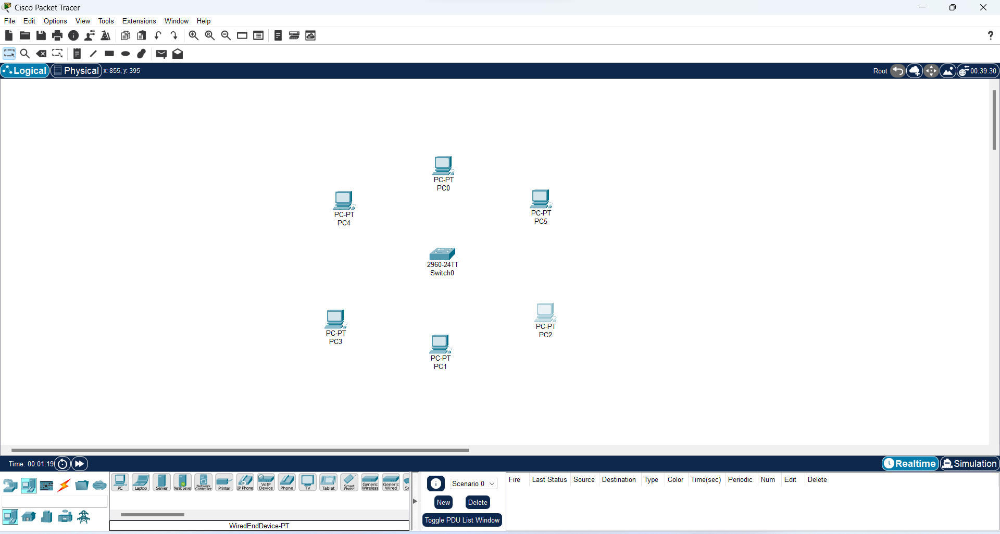 Cisco Packet Tracer
File Edit Options View Tools Extensions Window Help
?
Logical Physical x: 855, y: 395 Root 00:39:30
PC-PT
PC0
PC-PT
PC4
PC-PT
PC5
2960-24TT
Switch0
PC-PT
PC3
PC-PT
PC2
PC-PT
PC1
Time: 00:01:19 Realtime Simulation
PC Laptop Server MerakiServer Network Controller Printer IP Phone VoIP Device Phone TV Tablet Smart Phone Generic Wireless Generic Wired
WiredEndDevice-PT
Scenario 0
New Delete
Toggle PDU List Window
Fire Last Status Source Destination Type Color Time(sec) Periodic Num Edit Delete